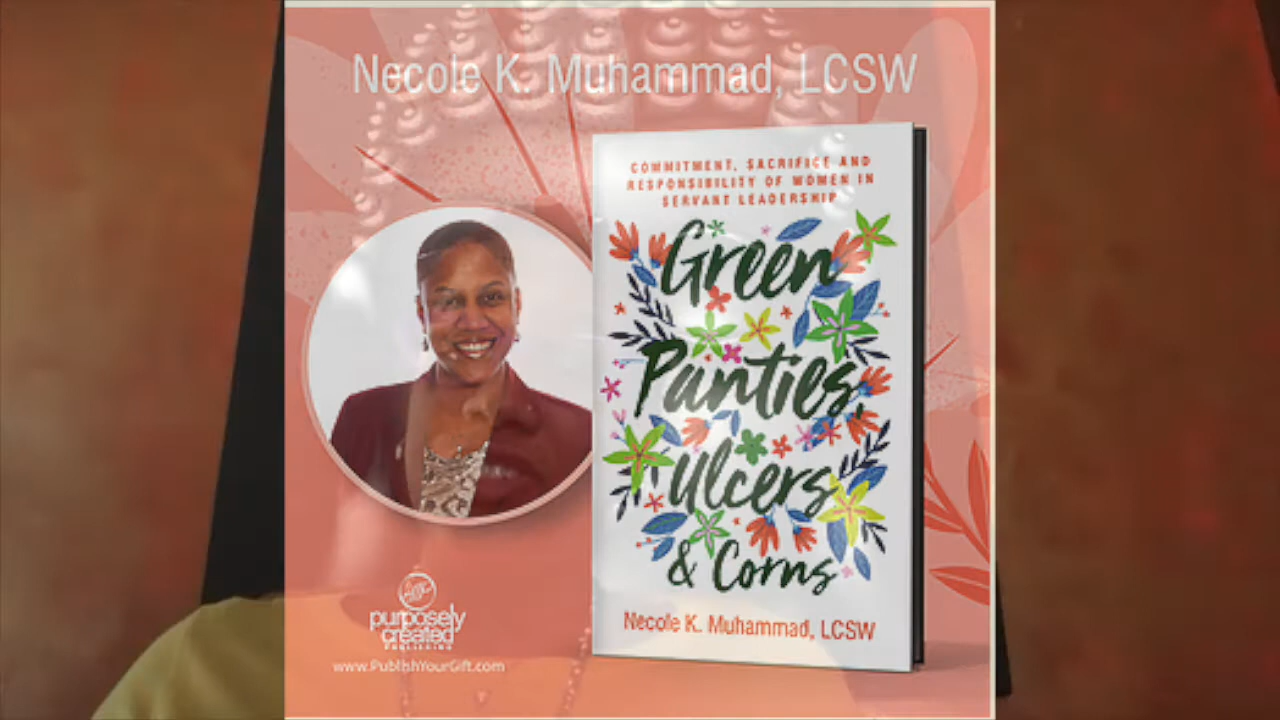 Necole K. Muhammad, LCSW
COMMITMENT, SACRIFICE AND
RESPONSIBILITY OF WOMEN IN
SERVANT LEADERSHIP
Green
Panties,
Ulcers
& Corns
Necole K. Muhammad, LCSW
purposely
created
PUBLISHING
www.PublishYourGift.com